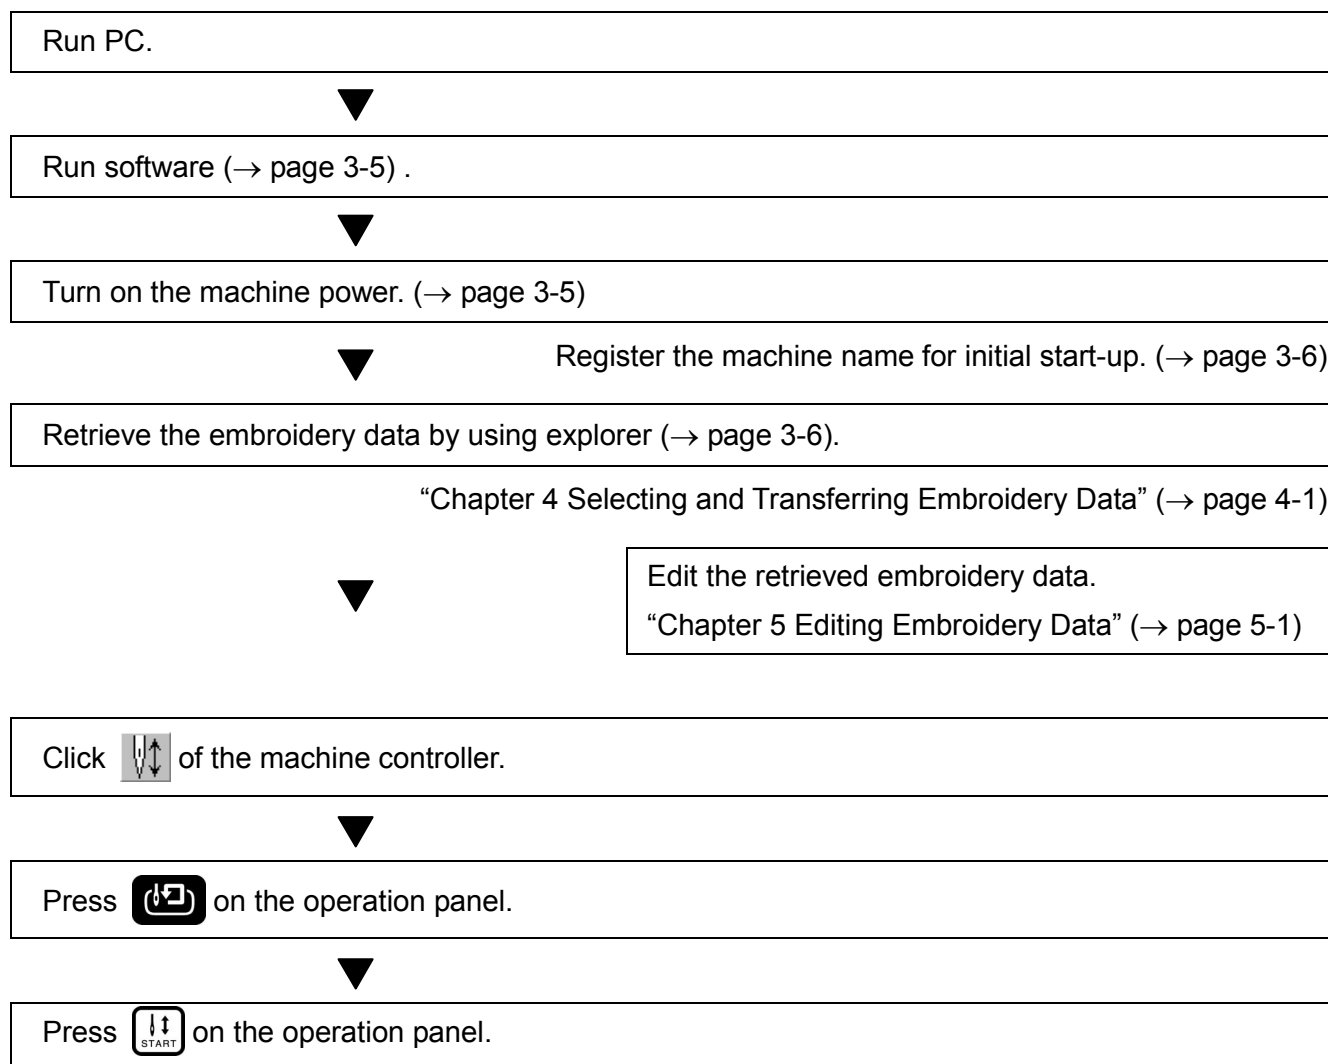 Run PC.
Run software (→ page 3-5) .
Turn on the machine power. (→ page 3-5)
Register the machine name for initial start-up. (→ page 3-6)
Retrieve the embroidery data by using explorer (→ page 3-6).
“Chapter 4 Selecting and Transferring Embroidery Data” (→ page 4-1)
Edit the retrieved embroidery data.
“Chapter 5 Editing Embroidery Data” (→ page 5-1)
Click of the machine controller.
Press on the operation panel.
Press START on the operation panel.